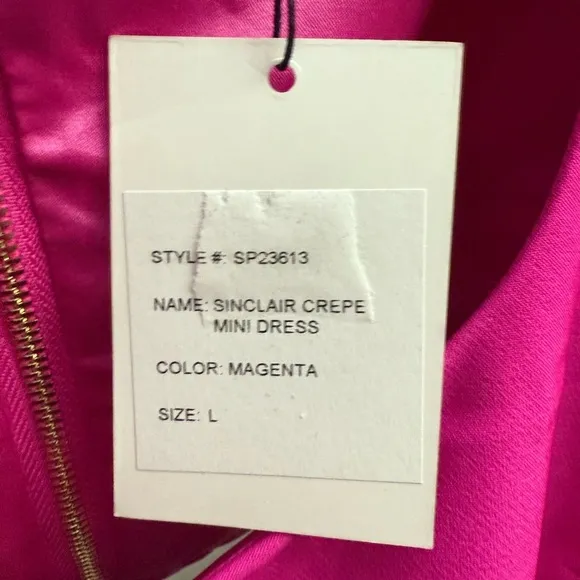 STYLE #: SP23613
NAME: SINCLAIR CREPE
MINI DRESS
COLOR: MAGENTA
SIZE: L